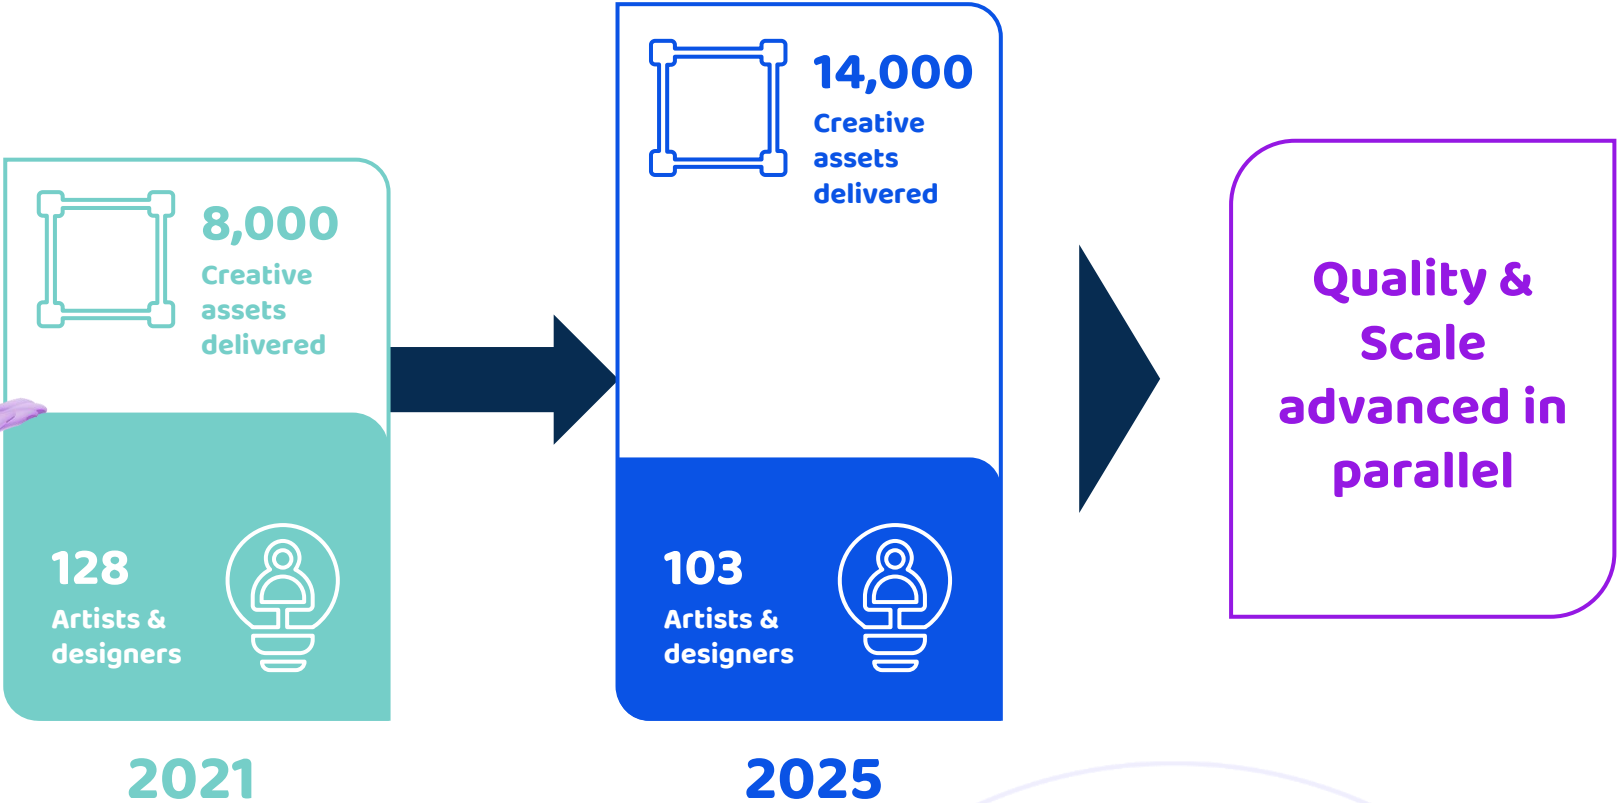 8,000
Creative
assets
delivered
128
Artists &
designers
2021
14,000
Creative
assets
delivered
103
Artists &
designers
2025
Quality &
Scale
advanced in
parallel